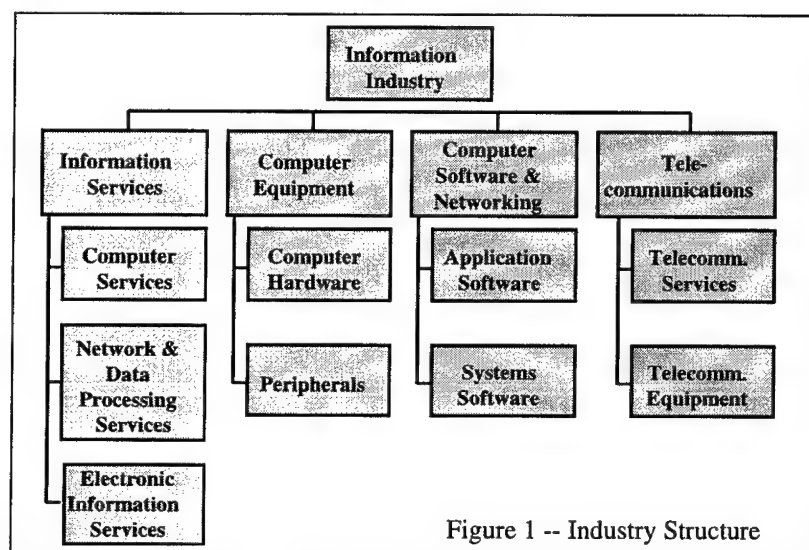 Information
Industry
Information
Services
Computer
Equipment
Computer
Software &
Networking
Tele-
communications
Computer
Services
Computer
Hardware
Application
Software
Telecomm.
Services
Network &
Data
Processing
Services
Peripherals
Systems
Software
Telecomm.
Equipment
Electronic
Information
Services
Figure 1 -- Industry Structure